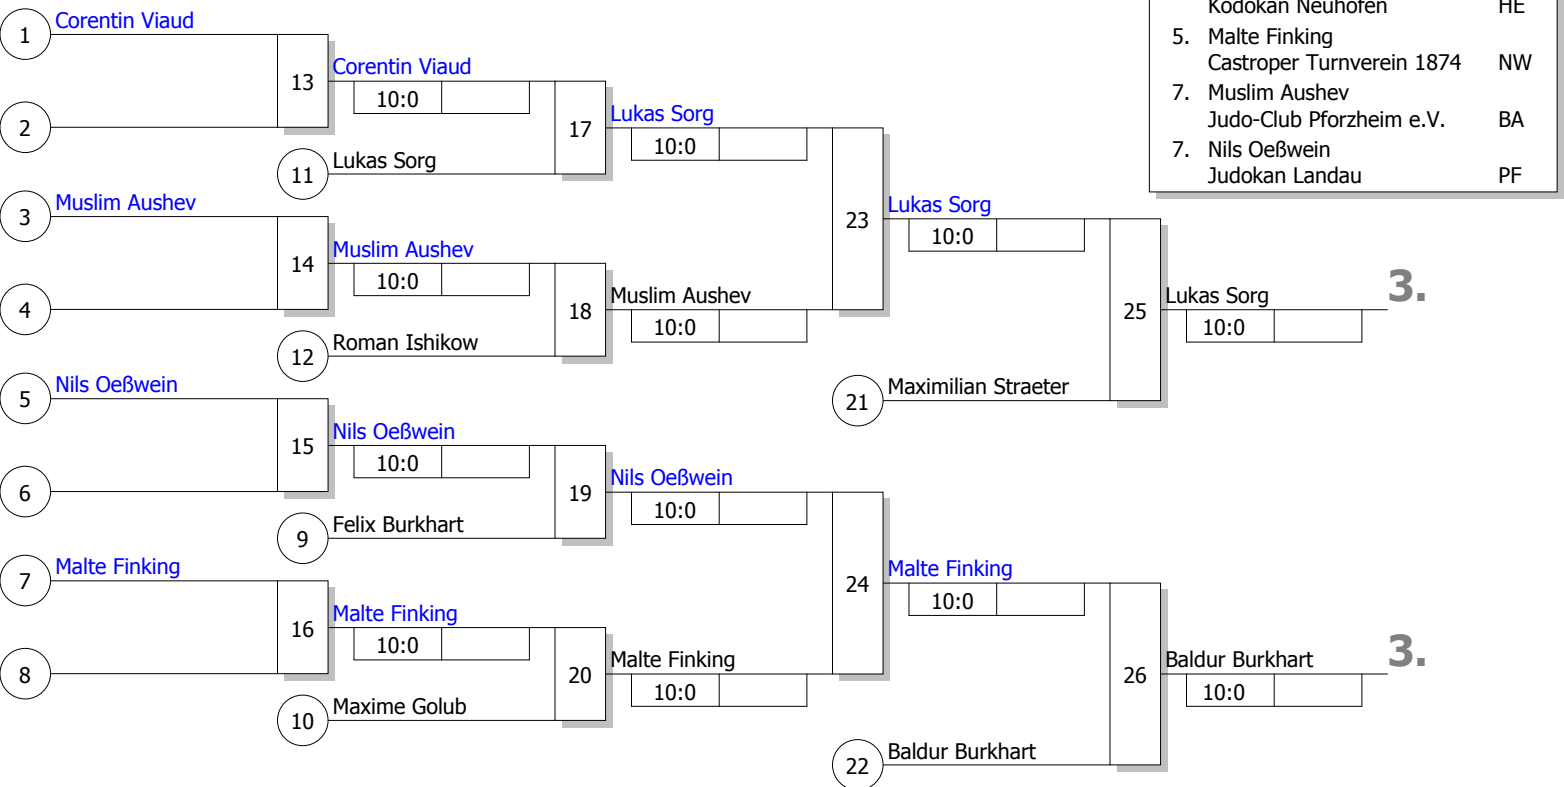 Kodokan Neuhofen HE
5. Malte Finking
Castroper Turnverein 1874 NW
7. Muslim Aushev
Judo-Club Pforzheim e.V. BA
7. Nils Oeßwein
Judokan Landau PF
1 Corentin Viaud
13 Corentin Viaud
10:0
2
17 Lukas Sorg
10:0
11 Lukas Sorg
3 Muslim Aushev
23 Lukas Sorg
10:0
14 Muslim Aushev
10:0
4
18 Muslim Aushev
10:0
25 Lukas Sorg 3.
10:0
12 Roman Ishikow
5 Nils Oeßwein
21 Maximilian Straeter
15 Nils Oeßwein
10:0
6
19 Nils Oeßwein
10:0
9 Felix Burkhart
7 Malte Finking
24 Malte Finking
10:0
16 Malte Finking
10:0
8
20 Malte Finking
10:0
26 Baldur Burkhart 3.
10:0
10 Maxime Golub
22 Baldur Burkhart